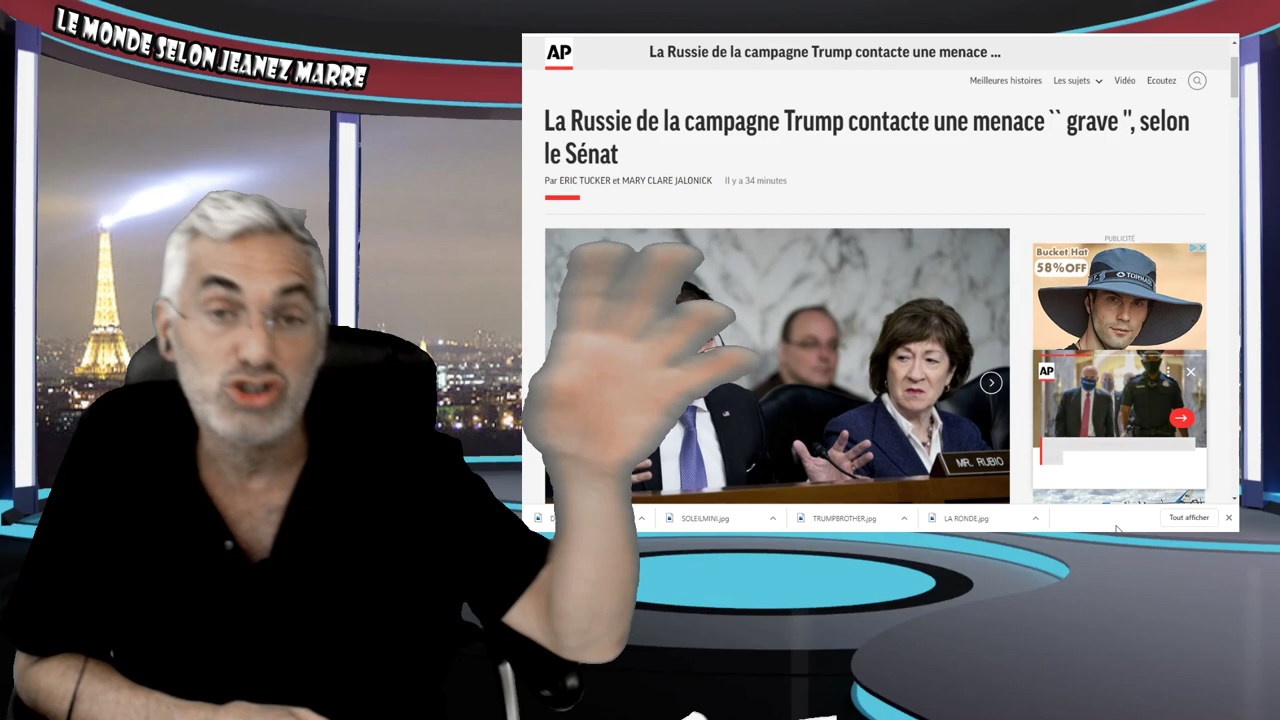 LE MONDE SELON JEANEZ MARRE
AP
La Russie de la campagne Trump contacte une menace ...
Meilleures histoires
Les sujets
Vidéo
Ecoutez
La Russie de la campagne Trump contacte une menace `` grave '', selon
le Sénat
Par ERIC TUCKER et MARY CLARE JALONICK
Il y a 34 minutes
PUBLICITÉ
Bucket Hat
58%OFF
AP
MR. RUBIO
SOLEILMINI.jpg
TRUMPBROTHER.jpg
LA RONDE.jpg
Tout afficher